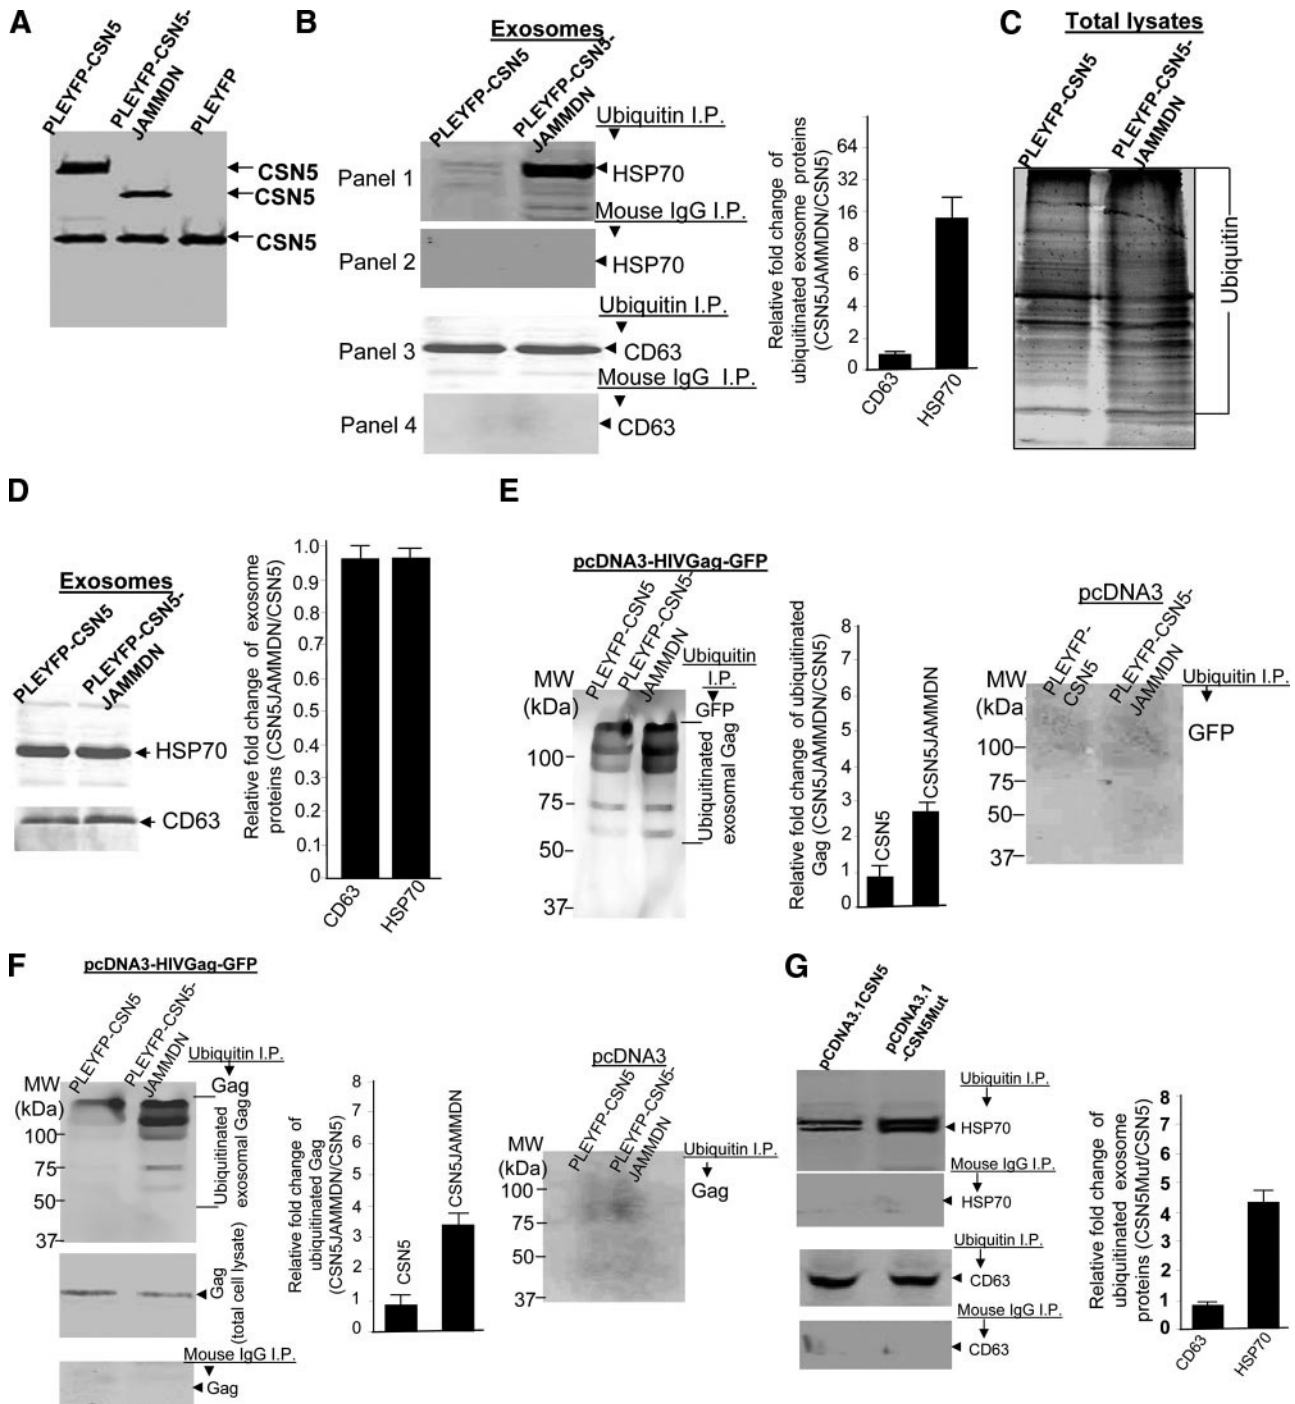 A
PLEYFP-CSN5
PLEYFP-CSN5-
JAMMDN
PLEYFP
CSN5
CSN5
CSN5
B
Exosomes
PLEYFP-CSN5
PLEYFP-CSN5-
JAMMDN
Ubiquitin I.P.
Panel 1
HSP70
Mouse IgG I.P.
Panel 2
HSP70
Ubiquitin I.P.
Panel 3
CD63
Mouse IgG I.P.
Panel 4
CD63
Relative fold change of
ubiquitinated exosome proteins
(CSN5JAMMDN/CSN5)
64
32
16
8
6
4
2
0
CD63
HSP70
C
Total lysates
PLEYFP-CSN5
PLEYFP-CSN5-
JAMMDN
Ubiquitin
D
Exosomes
PLEYFP-CSN5
PLEYFP-CSN5-
JAMMDN
HSP70
CD63
Relative fold change of exosome
proteins (CSN5JAMMDN/CSN5)
1.0
0.9
0.8
0.7
0.6
0.5
0.4
0.3
0.2
0.1
0
CD63
HSP70
E
pcDNA3-HIVGag-GFP
PLEYFP-CSN5
PLEYFP-CSN5-
JAMMDN
Ubiquitin
I.P.
GFP
MW
(kDa)
100
75
50
37
Ubiquitinated
exosomal Gag
Relative fold change of ubiquitinated
Gag (CSN5JAMMDN/CSN5)
8
7
6
5
4
3
2
1
0
CSN5
CSN5JAMMDN
pcDNA3
PLEYFP-
CSN5
PLEYFP-CSN5-
JAMMDN
Ubiquitin I.P.
GFP
MW
(kDa)
100
75
50
37
F
pcDNA3-HIVGag-GFP
PLEYFP-CSN5
PLEYFP-CSN5-
JAMMDN
Ubiquitin I.P.
Gag
MW
(kDa)
100
75
50
37
Ubiquitinated
exosomal Gag
Gag
(total cell lysate)
Mouse IgG I.P.
Gag
Relative fold change of
ubiquitinated Gag
(CSN5JAMMDN/CSN5)
8
7
6
5
4
3
2
1
0
CSN5
CSN5JAMMDN
pcDNA3
PLEYFP-CSN5
PLEYFP-CSN5-
JAMMDN
Ubiquitin I.P.
Gag
MW
(kDa)
100
75
50
37
G
pCDNA3.1CSN5
pCDNA3.1
-CSN5Mut
Ubiquitin I.P.
HSP70
Mouse IgG I.P.
HSP70
Ubiquitin I.P.
CD63
Mouse IgG I.P.
CD63
Relative fold change of
ubiquitinated exosome
proteins (CSN5Mut/CSN5)
8
7
6
5
4
3
2
1
0
CD63
HSP70